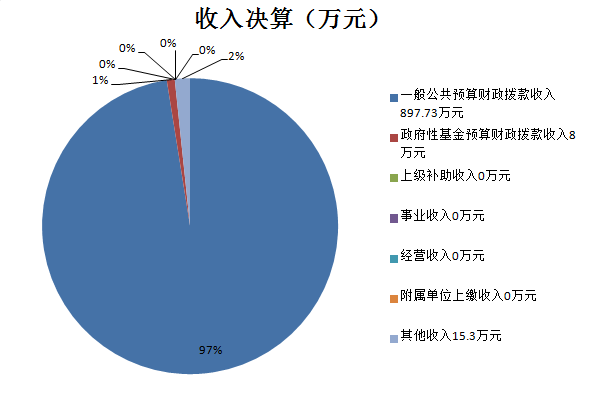 收入决算（万元）
0%
0%
0%
2%
0%
1%
97%
一般公共预算财政拨款收入
897.73万元
政府性基金预算财政拨款收入8
万元
上级补助收入0万元
事业收入0万元
经营收入0万元
附属单位上缴收入0万元
其他收入15.3万元